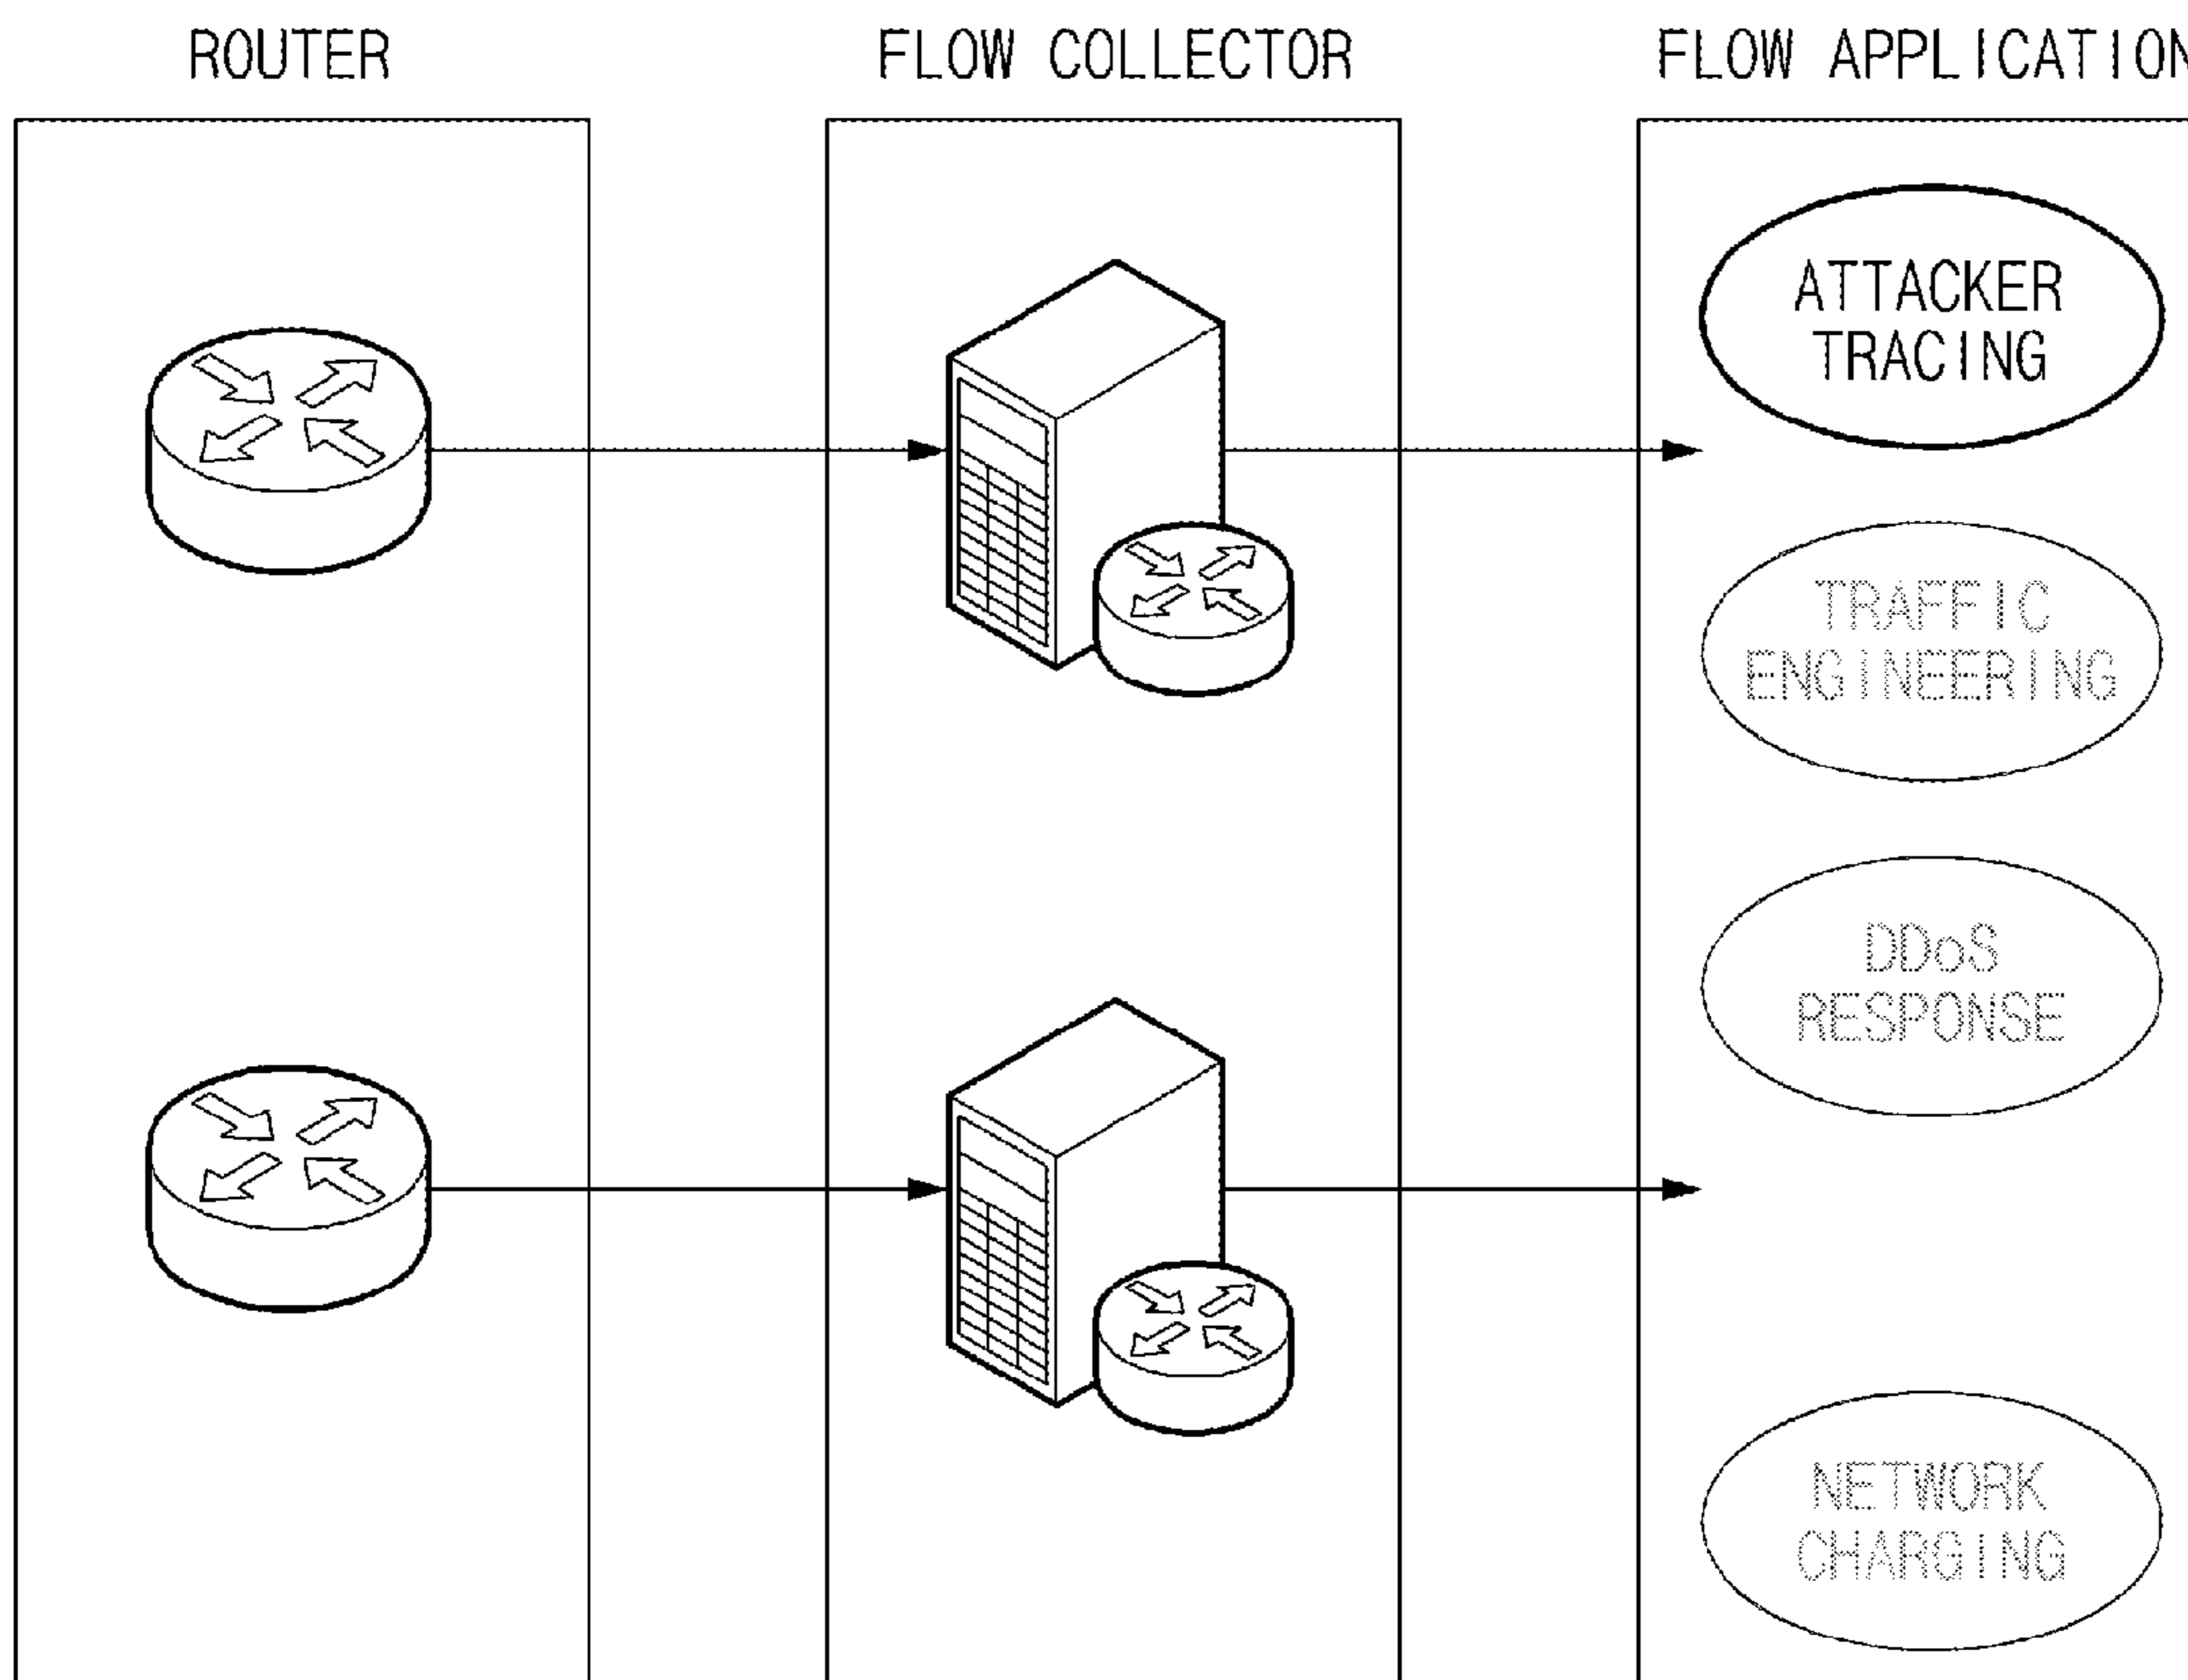 ROUTER
FLOW COLLECTOR
FLOW APPLICATION
ATTACKER
TRACING
TRAFFIC
ENGINEERING
DDoS
RESPONSE
NETWORK
CHARGING